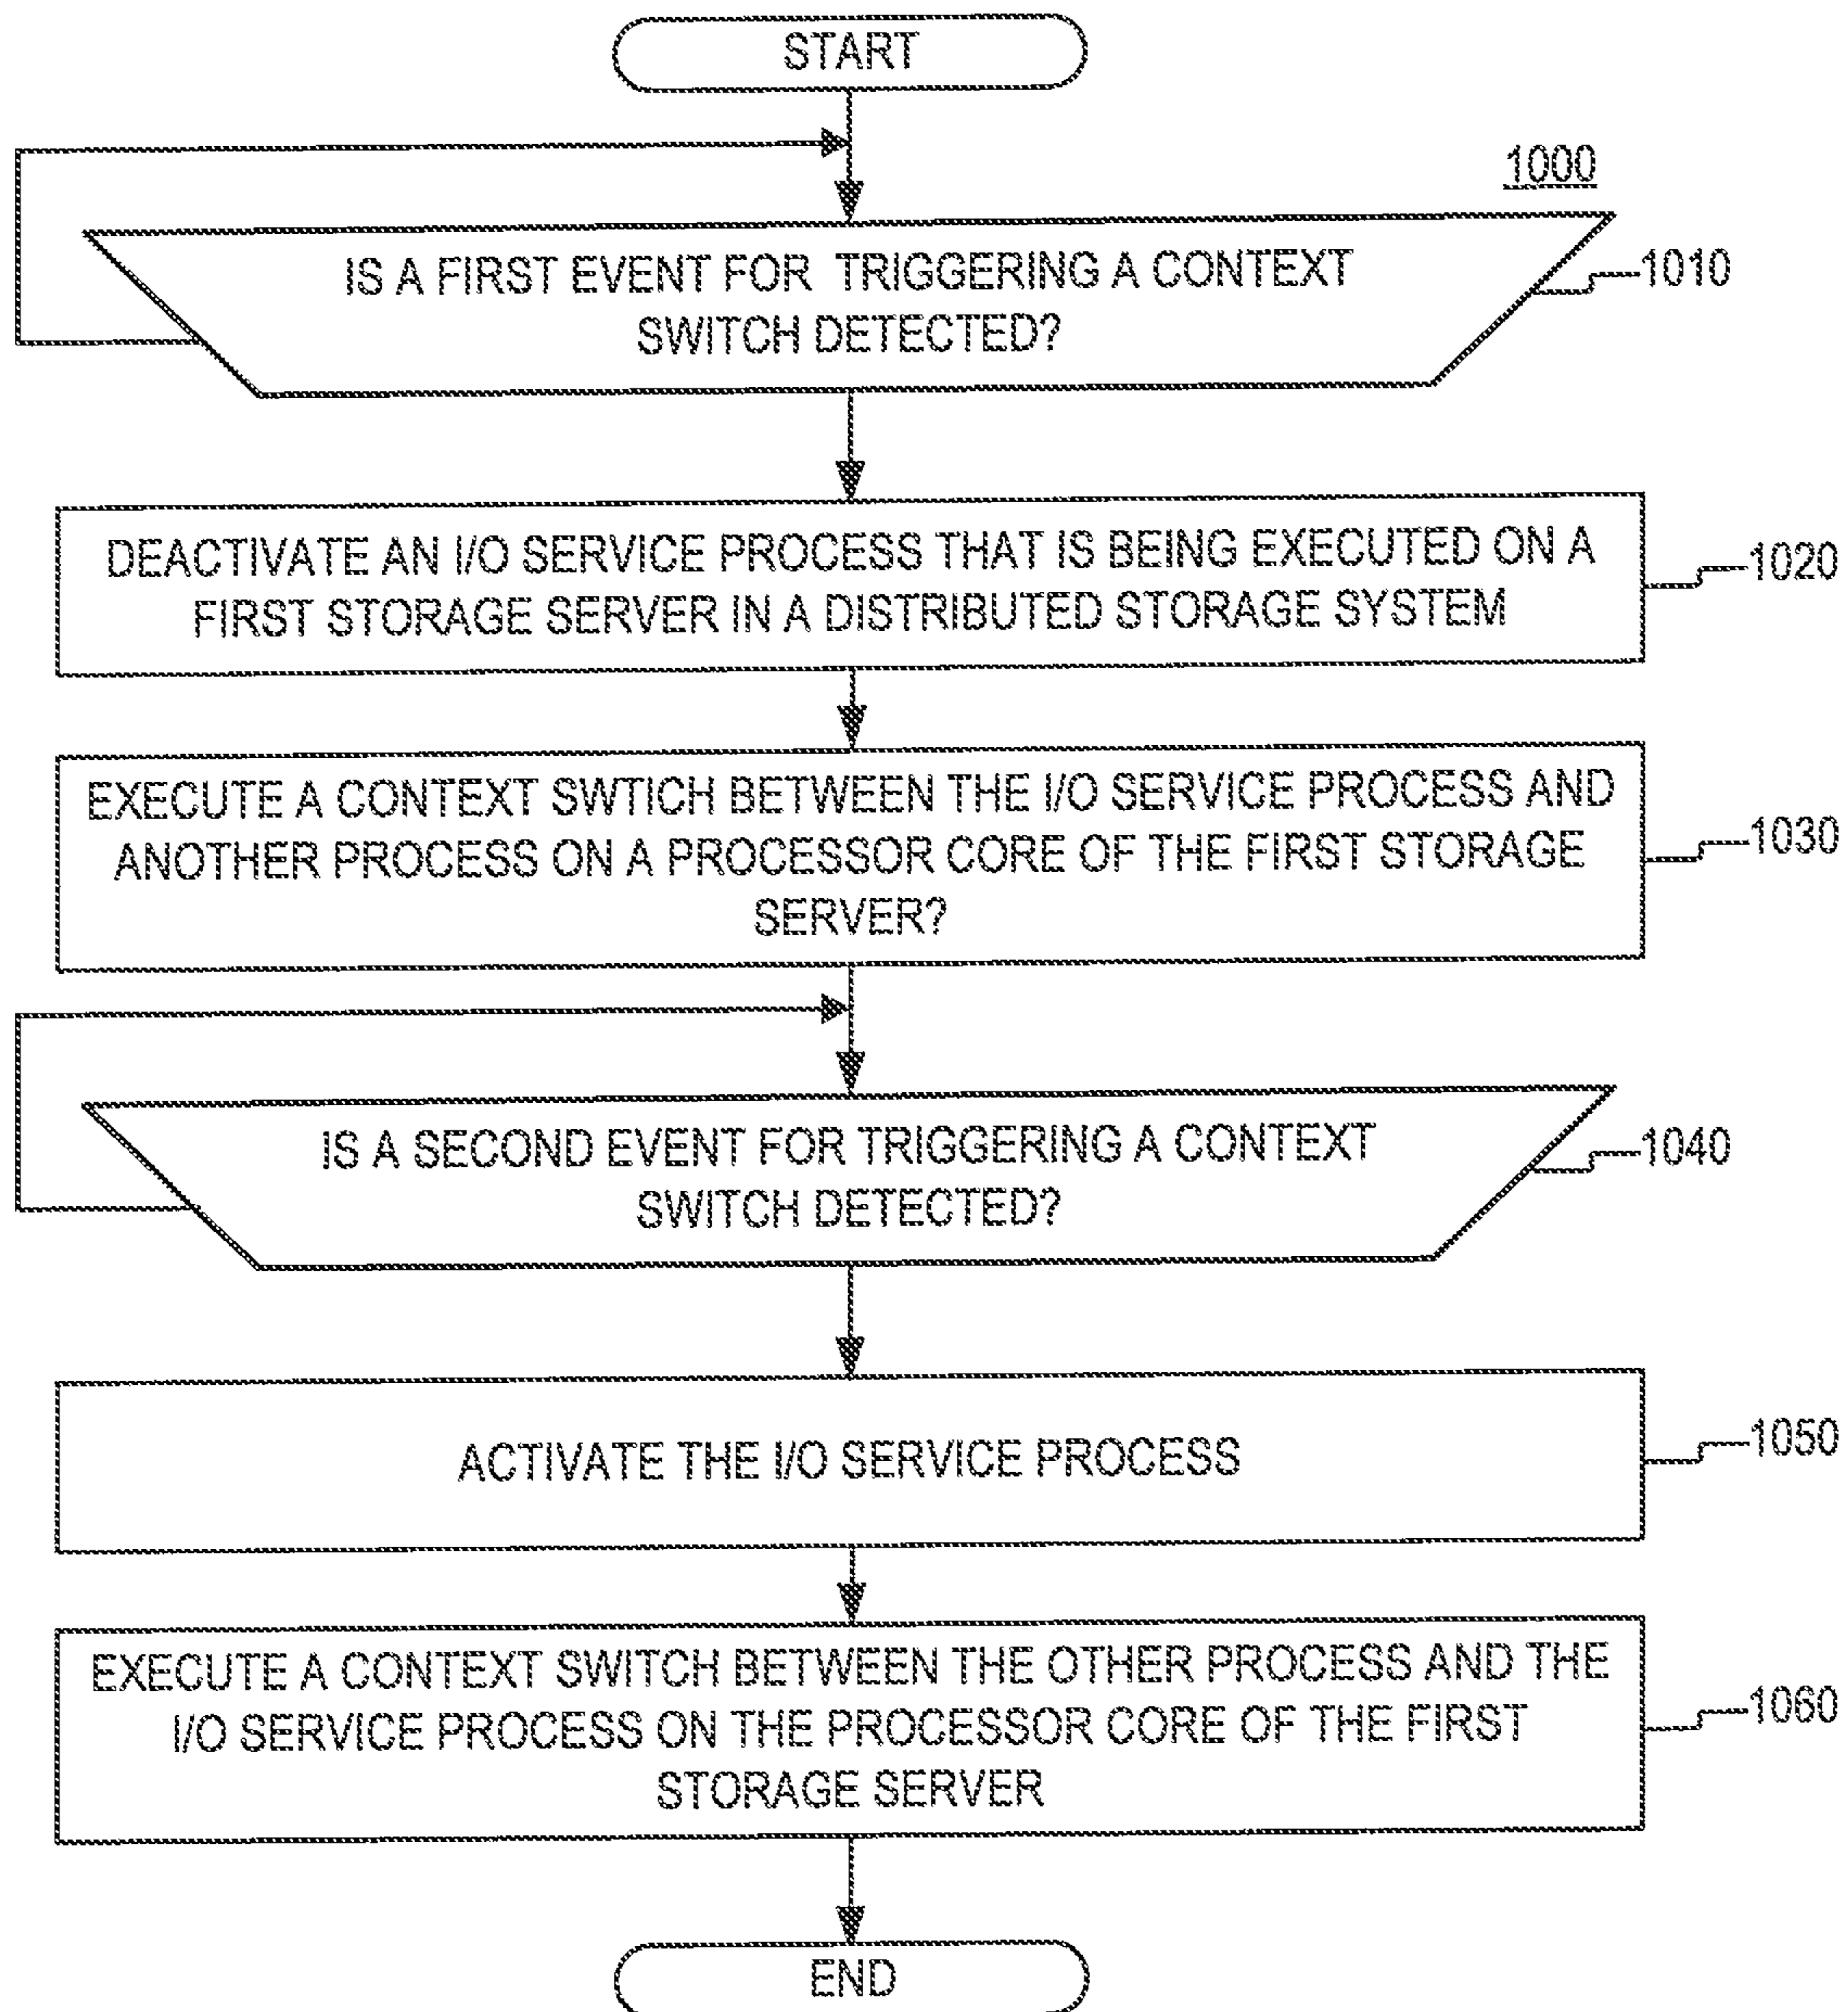 START
1000
IS A FIRST EVENT FOR TRIGGERING A CONTEXT
SWITCH DETECTED?
1010
DEACTIVATE AN I/O SERVICE PROCESS THAT IS BEING EXECUTED ON A
FIRST STORAGE SERVER IN A DISTRIBUTED STORAGE SYSTEM
1020
EXECUTE A CONTEXT SWTICH BETWEEN THE I/O SERVICE PROCESS AND
ANOTHER PROCESS ON A PROCESSOR CORE OF THE FIRST STORAGE
SERVER?
1030
IS A SECOND EVENT FOR TRIGGERING A CONTEXT
SWITCH DETECTED?
1040
ACTIVATE THE I/O SERVICE PROCESS
1050
EXECUTE A CONTEXT SWITCH BETWEEN THE OTHER PROCESS AND THE
I/O SERVICE PROCESS ON THE PROCESSOR CORE OF THE FIRST
STORAGE SERVER
1060
END